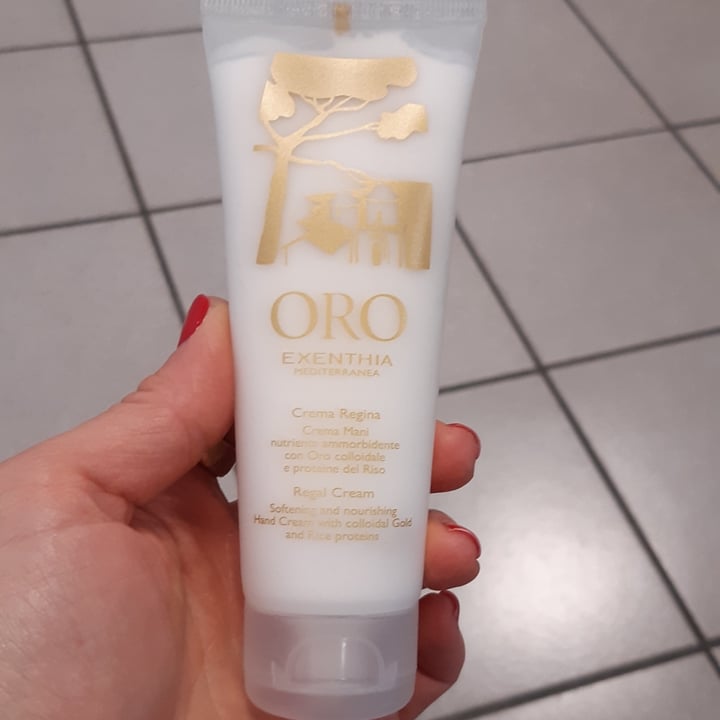 ORO
EXENTHIA
MEDITERRANEA
Crema Regina
Crema Mani
nutriente ammorbidente
con Oro colloidale
e proteine del Riso
Regal Cream
Softening and nourishing
Hand Cream with colloidal Gold
and Rice proteins